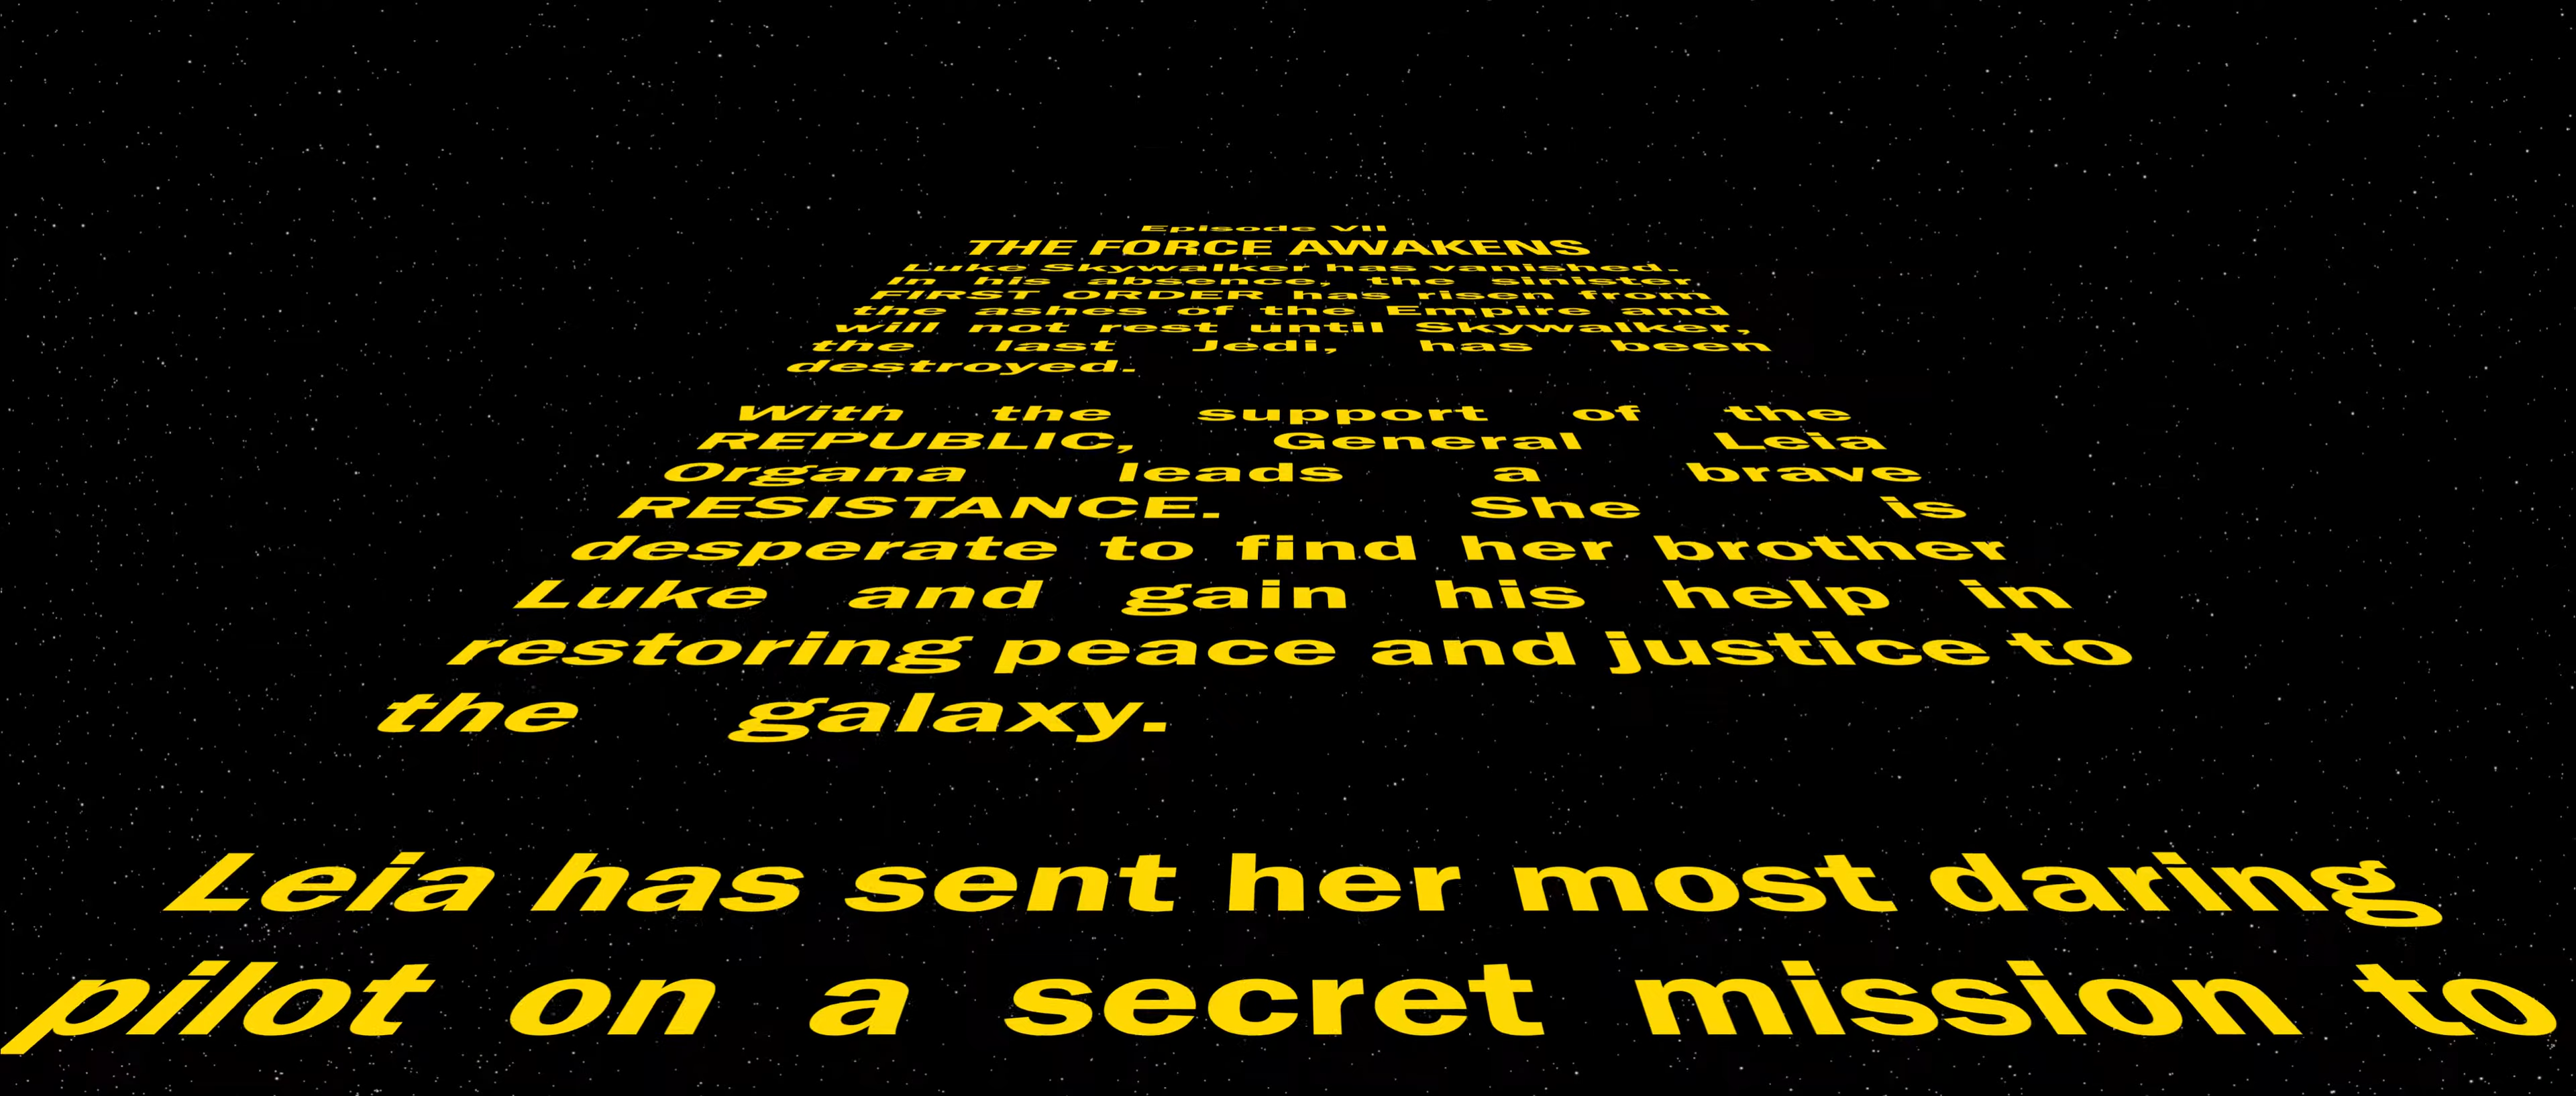 Episode VII
THE FORCE AWAKENS
Luke Skywalker has vanished.
In his absence, the sinister
FIRST ORDER has risen from
the ashes of the Empire and
will not rest until Skywalker,
the last Jedi, has been
destroyed.
With the support of the
REPUBLIC, General Leia
Organa leads a brave
RESISTANCE. She is
desperate to find her brother
Luke and gain his help in
restoring peace and justice to
the galaxy.
Leia has sent her most daring
pilot on a secret mission to